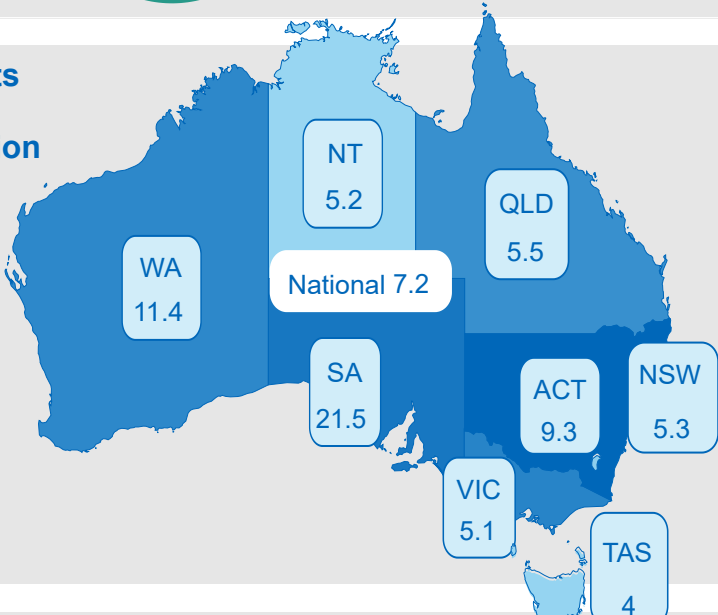 NT
5.2
QLD
5.5
WA
11.4
National 7.2
SA
21.5
ACT
9.3
NSW
5.3
VIC
5.1
TAS
4